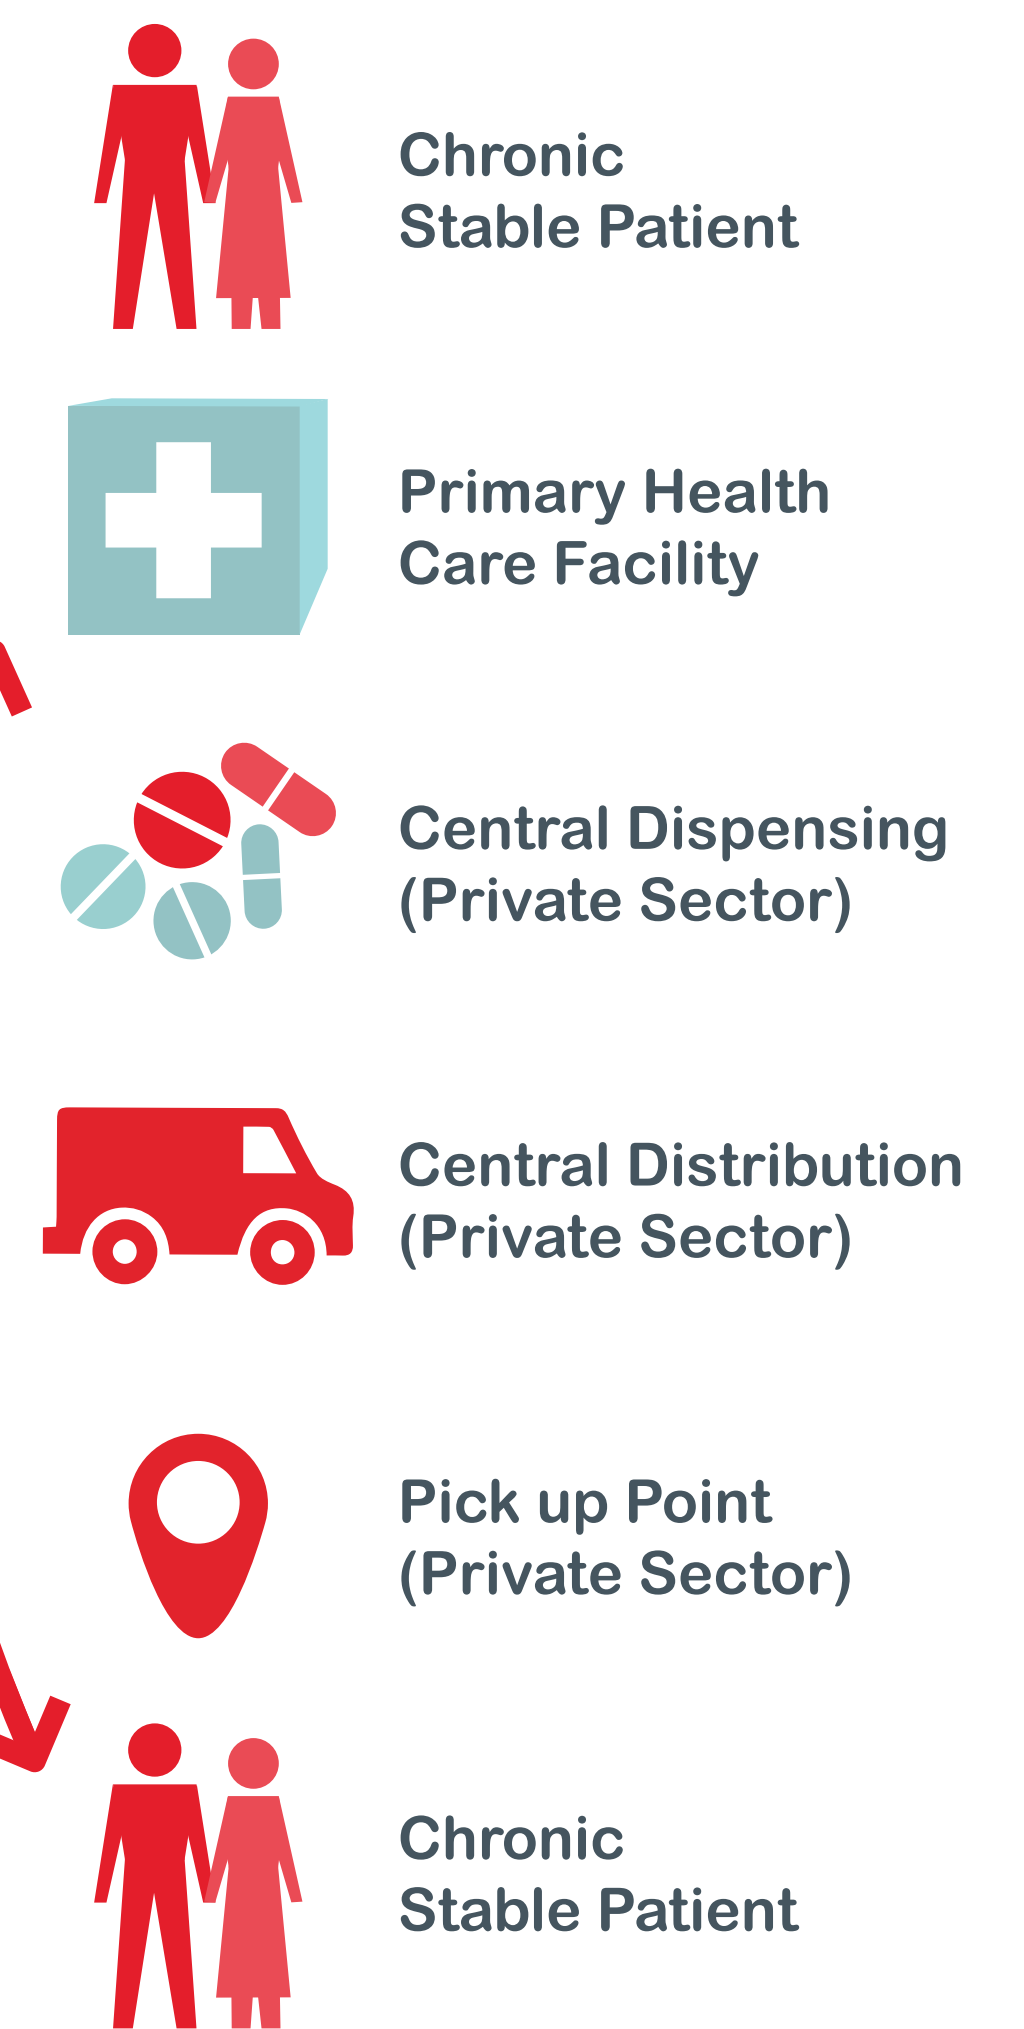 Chronic
Stable Patient
Primary Health
Care Facility
Central Dispensing
(Private Sector)
Central Distribution
(Private Sector)
Pick up Point
(Private Sector)
Chronic
Stable Patient